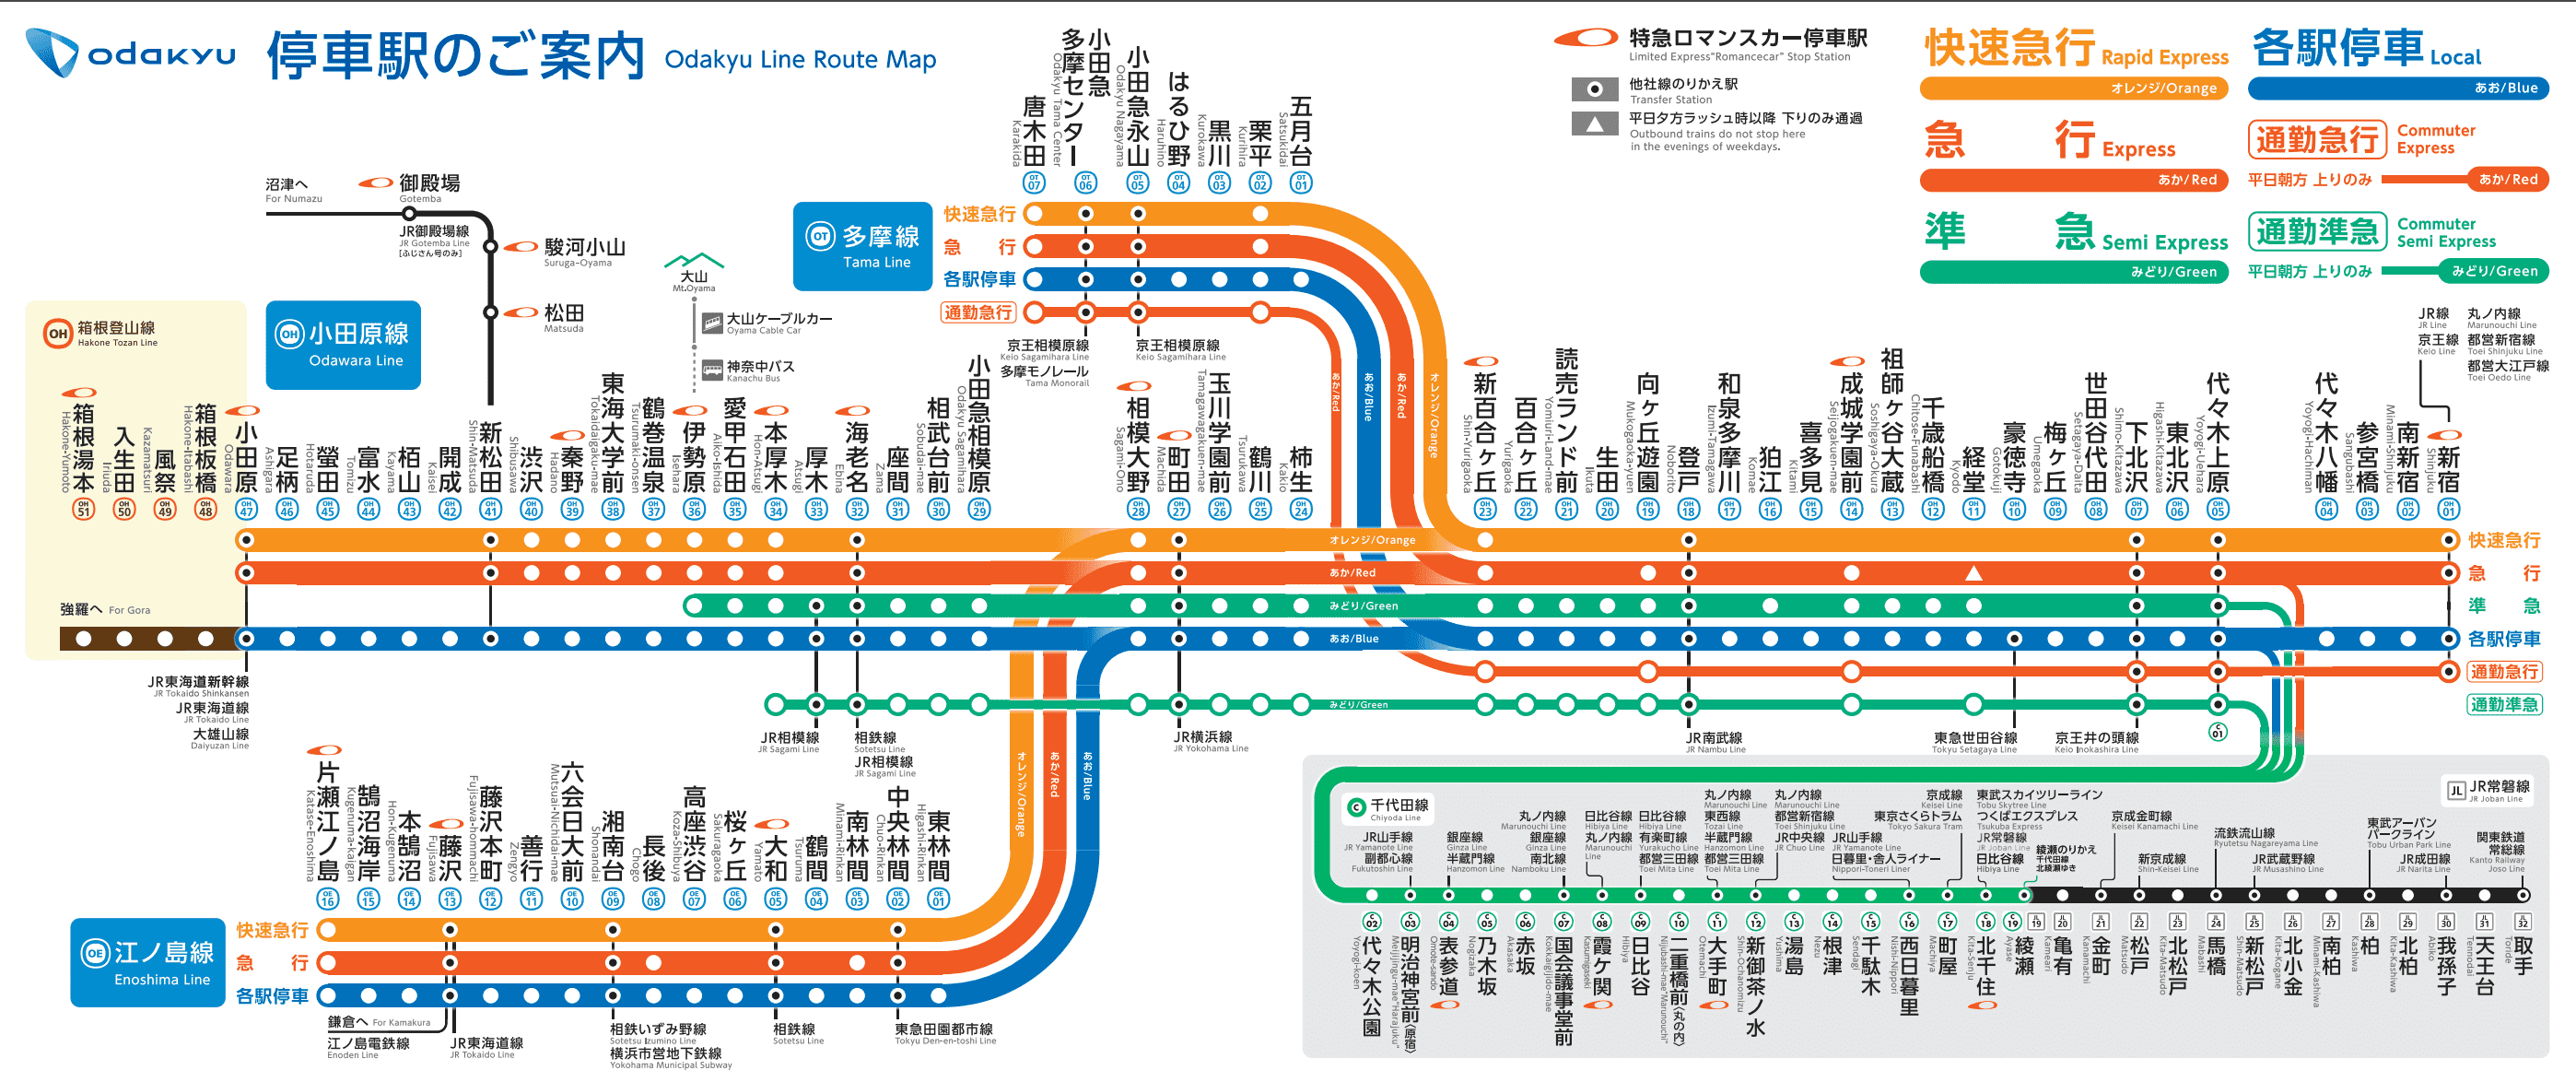 odakyu 停車駅のご案内 Odakyu Line Route Map
特急ロマンスカー停車駅
Limited Express"Romancecar" Stop Station
他社線のりかえ駅
Transfer Station
平日夕方ラッシュ時以降 下りのみ通過
Outbound trains do not stop here
in the evenings of weekdays.
快速急行 Rapid Express
オレンジ/Orange
各駅停車 Local
あお/Blue
急行 Express
あか/Red
通勤急行 Commuter Express
平日朝方 上りのみ あか/Red
準急 Semi Express
みどり/Green
通勤準急 Commuter Semi Express
平日朝方 上りのみ みどり/Green
沼津へ
For Numazu
御殿場
Gotemba
JR御殿場線
JR Gotemba Line
[ふじさん号のみ]
駿河小山
Suruga-Oyama
松田
Matsuda
大山
Mt.Oyama
大山ケーブルカー
Oyama Cable Car
神奈中バス
Kanachu Bus
OT 多摩線
Tama Line
快速急行
急行
各駅停車
通勤急行
唐木田 Karakida OT 07
小田急多摩センター Odakyu Tama Center OT 06
小田急永山 Odakyu Nagayama OT 05
はるひ野 Haruhino OT 04
黒川 Kurokawa OT 03
栗平 Kurihira OT 02
五月台 Satsukidai OT 01
京王相模原線
Keio Sagamihara Line
多摩モノレール
Tama Monorail
京王相模原線
Keio Sagamihara Line
あか/Red
あお/Blue
あか/Red
オレンジ/Orange
OH 箱根登山線
Hakone Tozan Line
OH 小田原線
Odawara Line
箱根湯本 Hakone-Yumoto OH 51
入生田 Iriuda OH 50
風祭 Kazamatsuri OH 49
箱根板橋 Hakone-Itabashi OH 48
小田原 Odawara OH 47
足柄 Ashigara OH 46
螢田 Hotaruda OH 45
富水 Tomizu OH 44
栢山 Kayama OH 43
開成 Kaisei OH 42
新松田 Shin-Matsuda OH 41
渋沢 Shibusawa OH 40
秦野 Hadano OH 39
東海大学前 Tokaidaigaku-mae OH 38
鶴巻温泉 Tsurumaki-onsen OH 37
伊勢原 Isehara OH 36
愛甲石田 Aiko-Ishida OH 35
本厚木 Hon-Atsugi OH 34
厚木 Atsugi OH 33
海老名 Ebina OH 32
座間 Zama OH 31
相武台前 Sobudai-mae OH 30
小田急相模原 Odakyu Sagamihara OH 29
相模大野 Sagami-Ono OH 28
町田 Machida OH 27
玉川学園前 Tamagawagakuen-mae OH 26
鶴川 Tsurukawa OH 25
柿生 Kakio OH 24
新百合ヶ丘 Shin-Yurigaoka OH 23
百合ヶ丘 Yurigaoka OH 22
読売ランド前 Yomiuri-Land-mae OH 21
生田 Ikuta OH 20
向ヶ丘遊園 Mukogaoka-yuen OH 19
登戸 Noborito OH 18
和泉多摩川 Izumi-Tamagawa OH 17
狛江 Komae OH 16
喜多見 Kitami OH 15
成城学園前 Seijogakuen-mae OH 14
祖師ヶ谷大蔵 Soshigaya-Okura OH 13
千歳船橋 Chitose-Funabashi OH 12
経堂 Kyodo OH 11
豪徳寺 Gotokuji OH 10
梅ヶ丘 Umegaoka OH 09
世田谷代田 Setagaya-Daita OH 08
下北沢 Shimo-Kitazawa OH 07
東北沢 Higashi-Kitazawa OH 06
代々木上原 Yoyogi-Uehara OH 05
代々木八幡 Yoyogi-Hachiman OH 04
参宮橋 Sangubashi OH 03
南新宿 Minami-Shinjuku OH 02
新宿 Shinjuku OH 01
JR線
JR Line
京王線
Keio Line
丸ノ内線
Marunouchi Line
都営新宿線
Toei Shinjuku Line
都営大江戸線
Toei Oedo Line
オレンジ/Orange
あか/Red
みどり/Green
あお/Blue
みどり/Green
快速急行
急行
準急
各駅停車
通勤急行
通勤準急
強羅へ For Gora
JR東海道新幹線
JR Tokaido Shinkansen
JR東海道線
JR Tokaido Line
大雄山線
Daiyuzan Line
JR相模線
JR Sagami Line
相鉄線
Sotetsu Line
JR相模線
JR Sagami Line
JR横浜線
JR Yokohama Line
JR南武線
JR Nambu Line
東急世田谷線
Tokyu Setagaya Line
京王井の頭線
Keio Inokashira Line
C 01
オレンジ/Orange
あか/Red
あお/Blue
OE 江ノ島線
Enoshima Line
快速急行
急行
各駅停車
片瀬江ノ島 Katase-Enoshima OE 16
鵠沼海岸 Kugenuma-kaigan OE 15
本鵠沼 Hon-Kugenuma OE 14
藤沢 Fujisawa OE 13
藤沢本町 Fujisawa-hommachi OE 12
善行 Zengyo OE 11
六会日大前 Mutsuai-Nichidai-mae OE 10
湘南台 Shonandai OE 09
長後 Chogo OE 08
高座渋谷 Koza-Shibuya OE 07
桜ヶ丘 Sakuragaoka OE 06
大和 Yamato OE 05
鶴間 Tsuruma OE 04
南林間 Minami-Rinkan OE 03
中央林間 Chuo-Rinkan OE 02
東林間 Higashi-Rinkan OE 01
鎌倉へ For Kamakura
江ノ島電鉄線
Enoden Line
JR東海道線
JR Tokaido Line
相鉄いずみ野線
Sotetsu Izumino Line
横浜市営地下鉄線
Yokohama Municipal Subway
相鉄線
Sotetsu Line
東急田園都市線
Tokyu Den-en-toshi Line
C 千代田線
Chiyoda Line
JL JR常磐線
JR Joban Line
JR山手線
JR Yamanote Line
副都心線
Fukutoshin Line
銀座線
Ginza Line
半蔵門線
Hanzomon Line
丸ノ内線
Marunouchi Line
銀座線
Ginza Line
南北線
Namboku Line
日比谷線
Hibiya Line
丸ノ内線
Marunouchi Line
日比谷線
Hibiya Line
有楽町線
Yurakucho Line
都営三田線
Toei Mita Line
丸ノ内線
Marunouchi Line
東西線
Tozai Line
半蔵門線
Hanzomon Line
都営三田線
Toei Mita Line
丸ノ内線
Marunouchi Line
都営新宿線
Toei Shinjuku Line
JR中央線
JR Chuo Line
JR山手線
JR Yamanote Line
日暮里・舎人ライナー
Nippori-Toneri Liner
京成線
Keisei Line
東京さくらトラム
Tokyo Sakura Tram
東武スカイツリーライン
Tobu Skytree Line
つくばエクスプレス
Tsukuba Express
JR常磐線
JR Joban Line
日比谷線
Hibiya Line
綾瀬のりかえ
千代田線
北綾瀬ゆき
京成金町線
Keisei Kanamachi Line
新京成線
Shin-Keisei Line
流鉄流山線
Ryutetsu Nagareyama Line
JR武蔵野線
JR Musashino Line
東武アーバンパークライン
Tobu Urban Park Line
JR成田線
JR Narita Line
関東鉄道常総線
Kanto Railway Joso Line
C 02 代々木公園 Yoyogi-koen
C 03 明治神宮前〈原宿〉 Meijijingu-mae"Harajuku"
C 04 表参道 Omote-sando
C 05 乃木坂 Nogizaka
C 06 赤坂 Akasaka
C 07 国会議事堂前 Kokkaigijido-mae
C 08 霞ケ関 Kasumigaseki
C 09 日比谷 Hibiya
C 10 二重橋前〈丸の内〉 Nijubashi-mae"Marunouchi"
C 11 大手町 Otemachi
C 12 新御茶ノ水 Shin-Ochanomizu
C 13 湯島 Yushima
C 14 根津 Nezu
C 15 千駄木 Sendagi
C 16 西日暮里 Nishi-Nippori
C 17 町屋 Machiya
C 18 北千住 Kita-Senju
C 19 JL 19 綾瀬 Ayase
JL 20 亀有 Kameari
JL 21 金町 Kanamachi
JL 22 松戸 Matsudo
JL 23 北松戸 Kita-Matsudo
JL 24 馬橋 Mabashi
JL 25 新松戸 Shin-Matsudo
JL 26 北小金 Kita-Kogane
JL 27 南柏 Minami-Kashiwa
JL 28 柏 Kashiwa
JL 29 北柏 Kita-Kashiwa
JL 30 我孫子 Abiko
JL 31 天王台 Tennodai
JL 32 取手 Toride